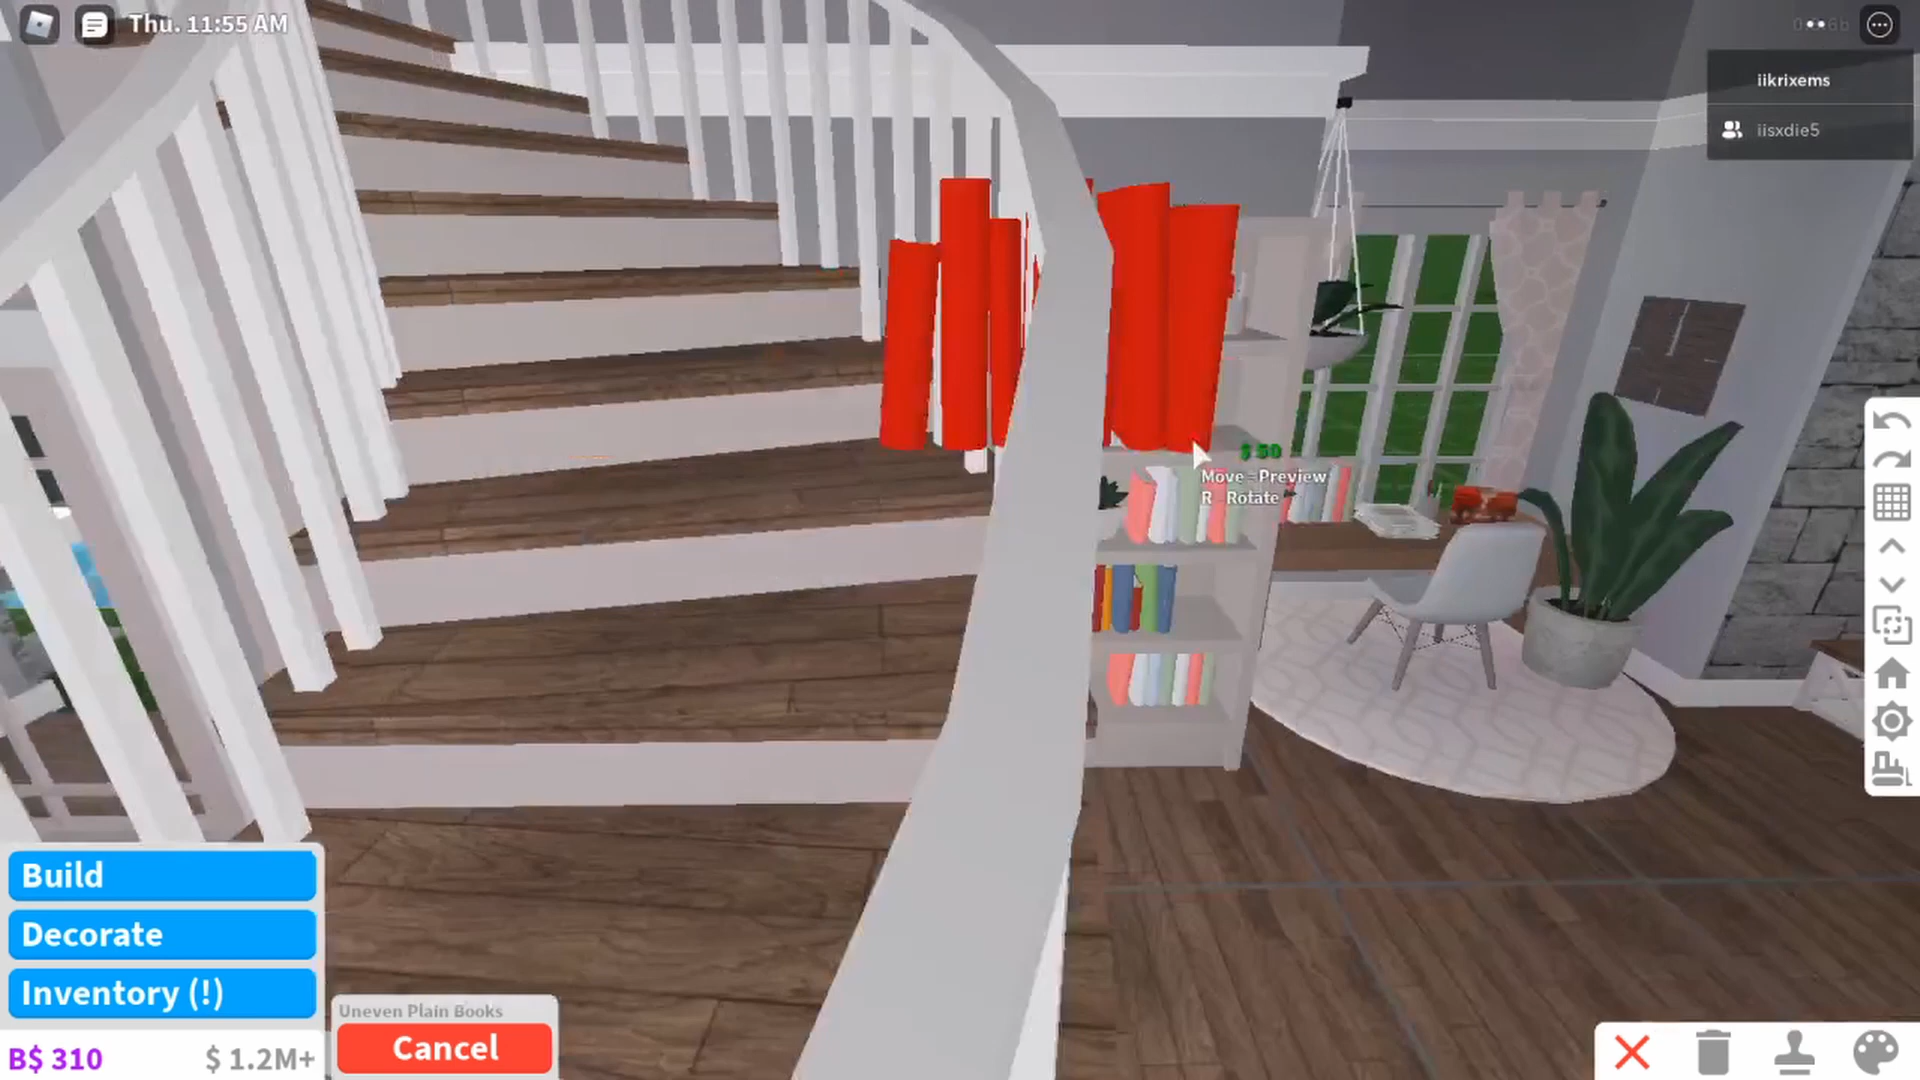 Thu. 11:55 AM
iikrixems
iisxdie5
$ 50
Move - Preview
R - Rotate
Build
Decorate
Inventory (!)
Uneven Plain Books
Cancel
B$ 310
$ 1.2M+